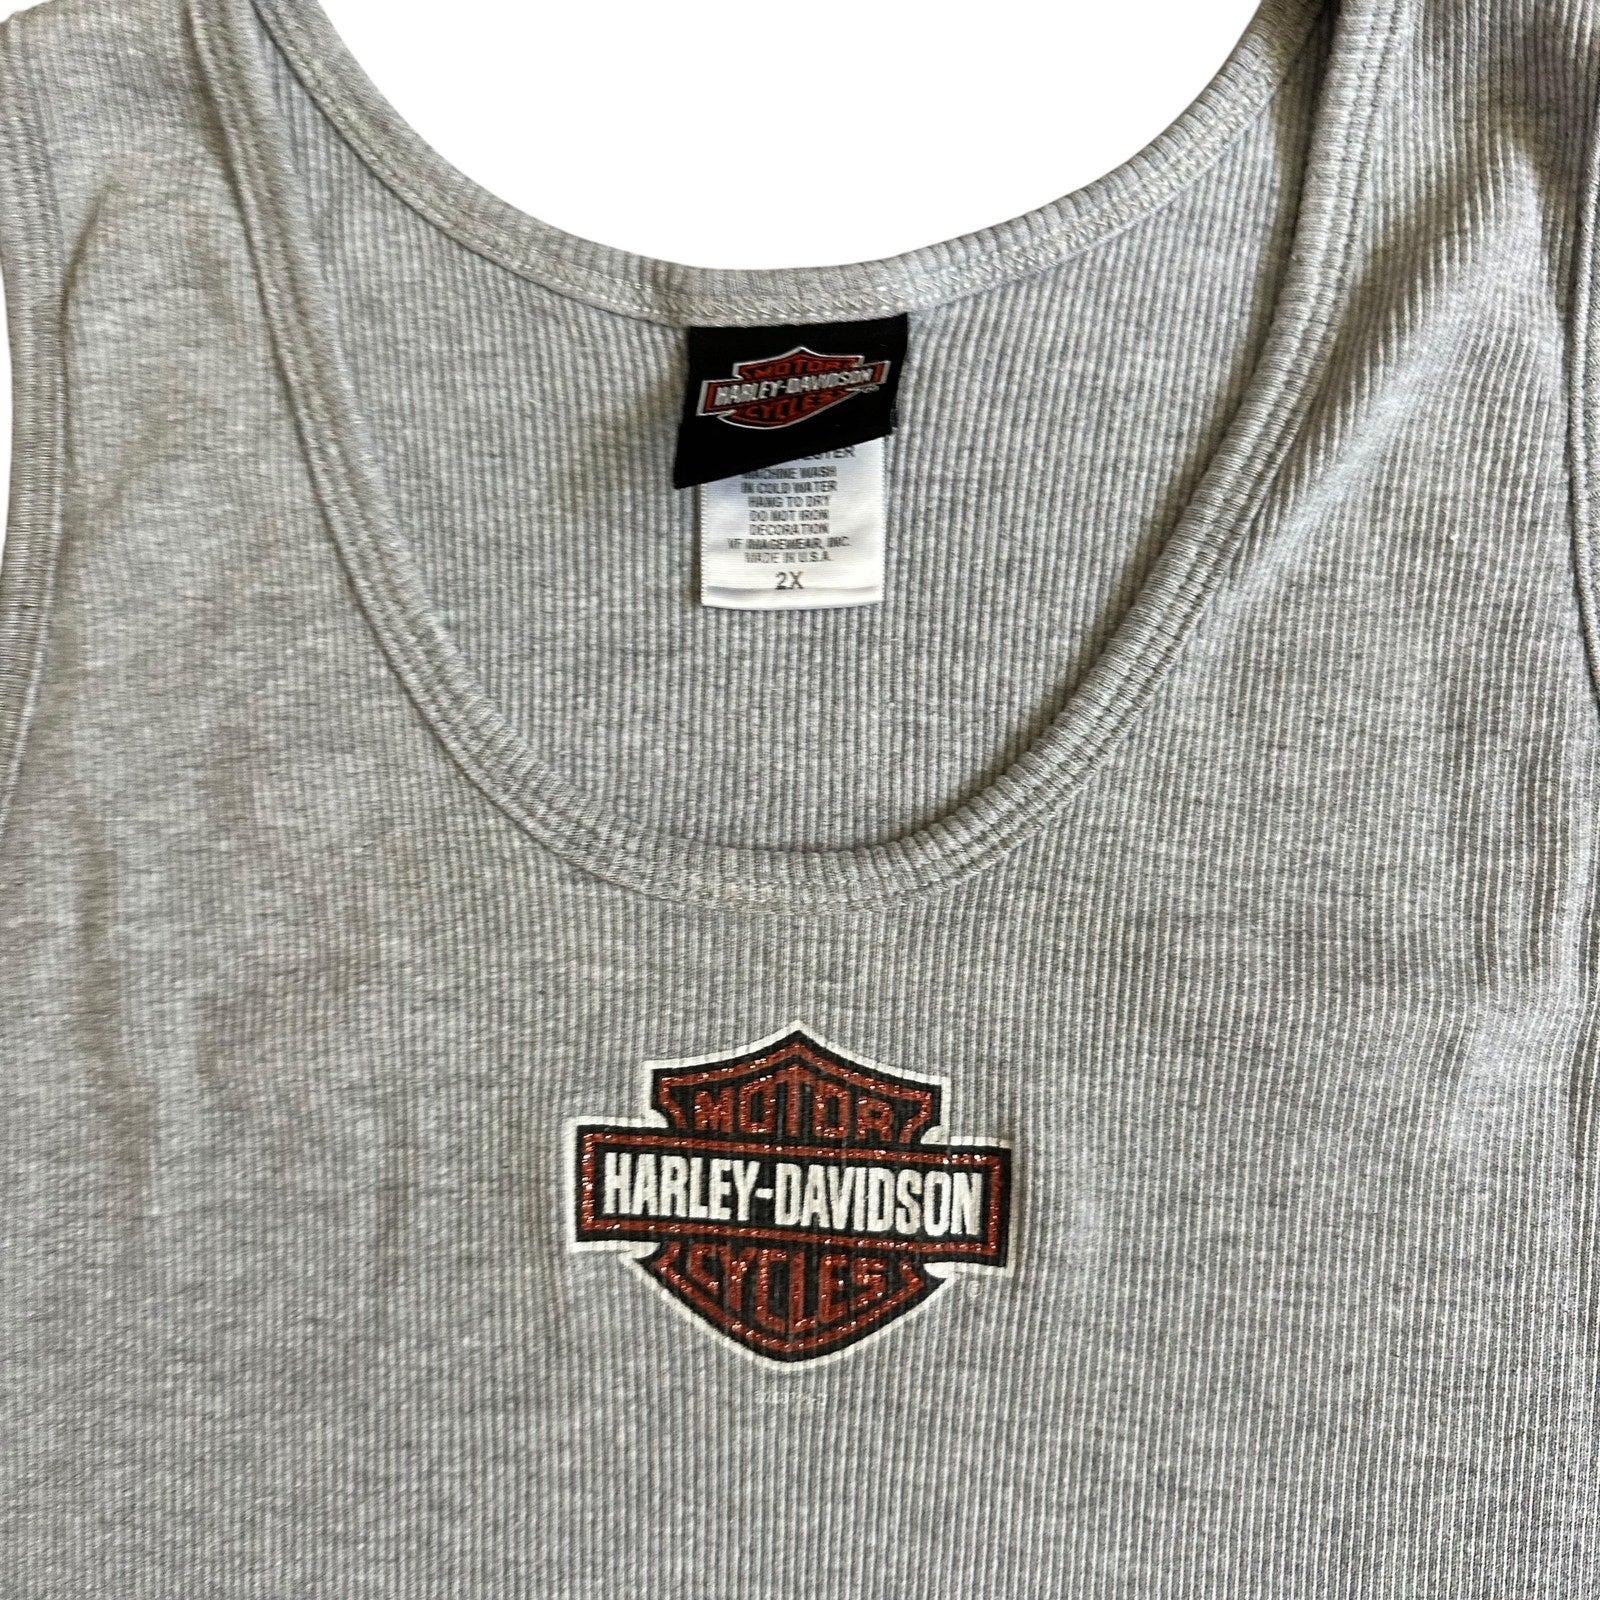 MOTOR
HARLEY-DAVIDSON
CYCLES
MACHINE WASH
IN COLD WATER
HANG TO DRY
DO NOT IRON
DECORATION
VF IMAGEWEAR, INC.
MADE IN U.S.A.
2X
MOTOR
HARLEY-DAVIDSON
CYCLES
®